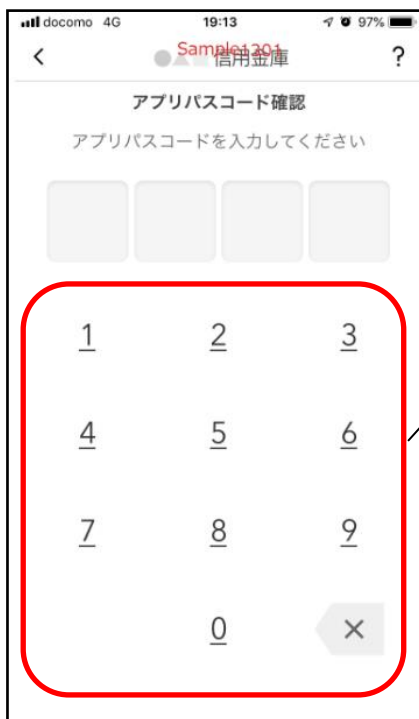 docomo 4G 19:13 97%
Sample1201
●▲■信用金庫
?
アプリパスコード確認
アプリパスコードを入力してください
1 2 3
4 5 6
7 8 9
0 ×